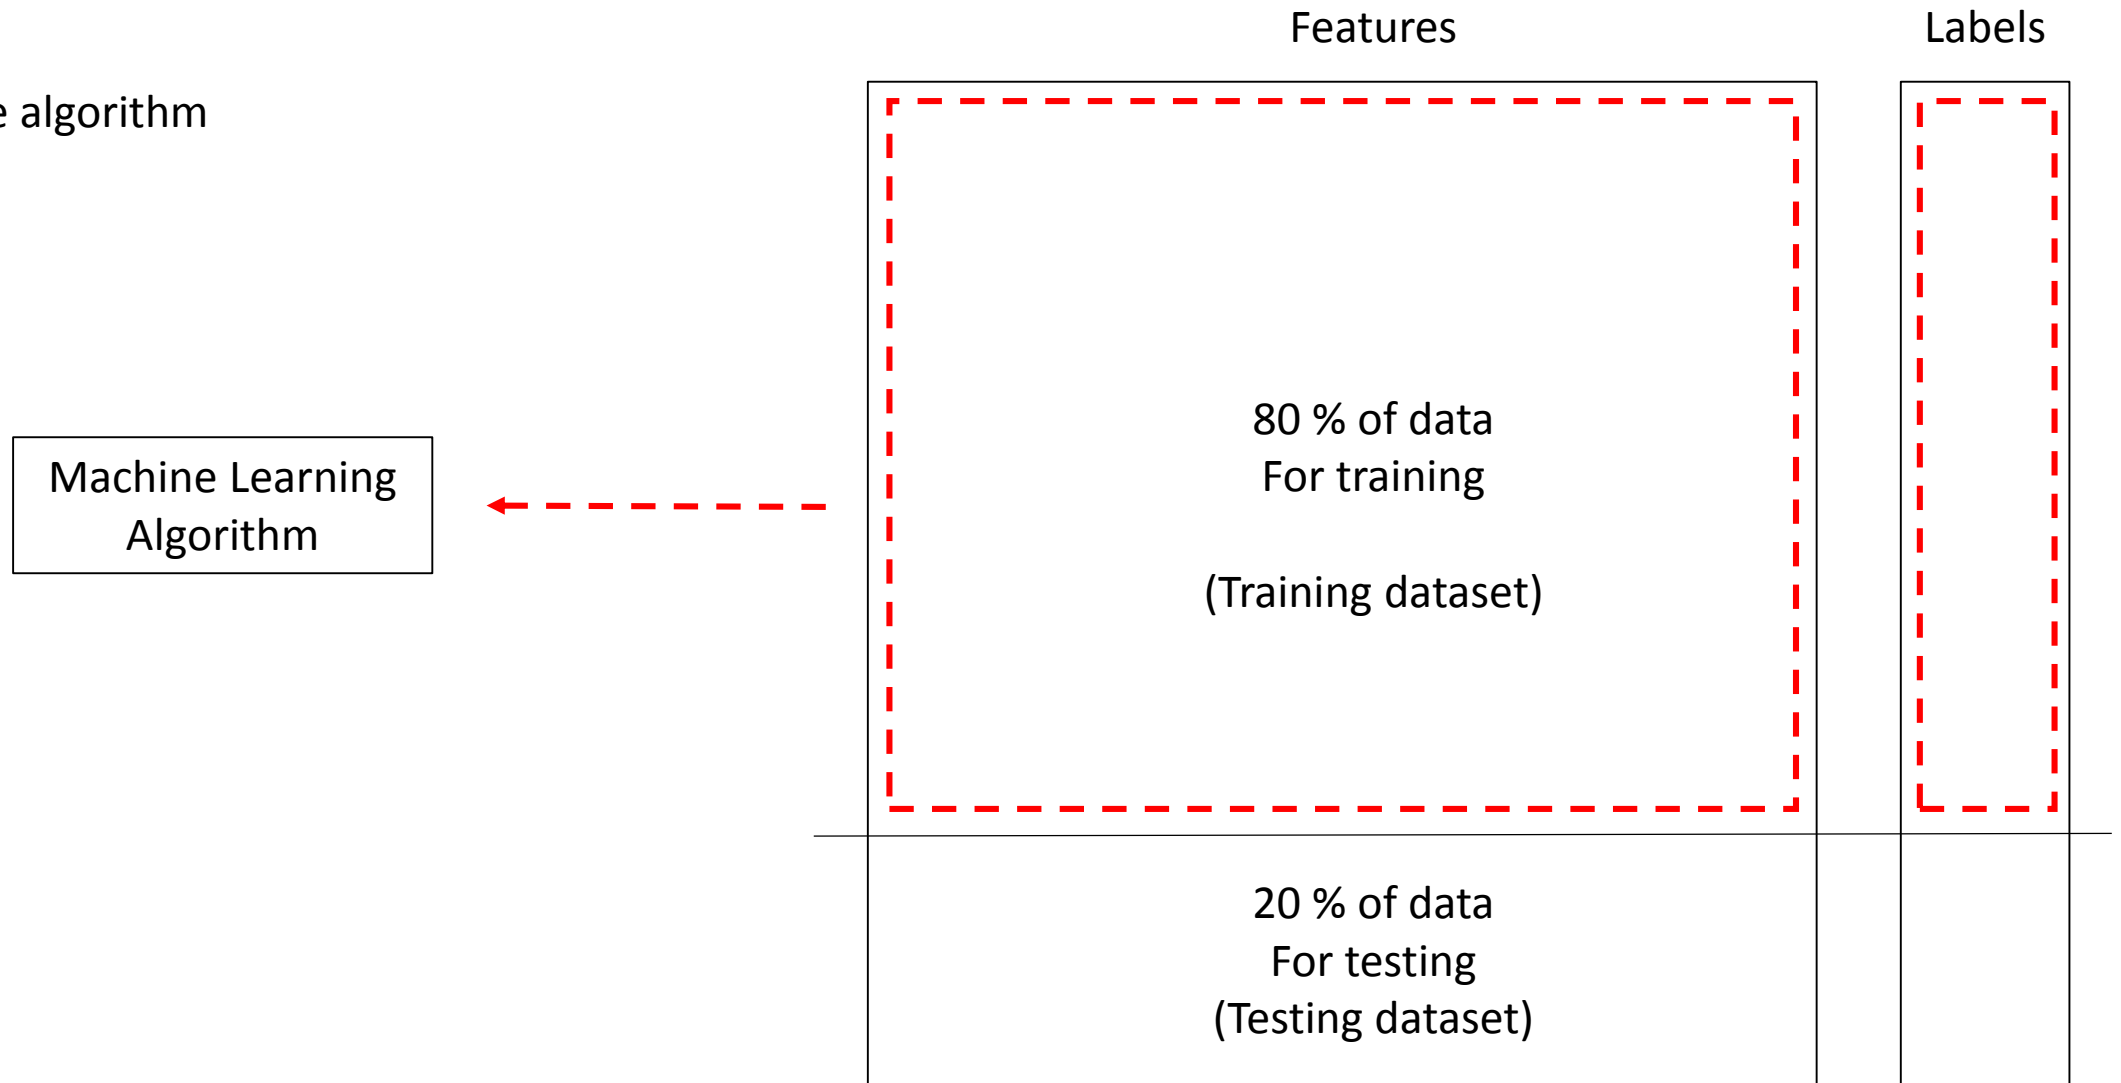 Features
Labels
algorithm
Machine Learning
Algorithm
80 % of data
For training
(Training dataset)
20 % of data
For testing
(Testing dataset)